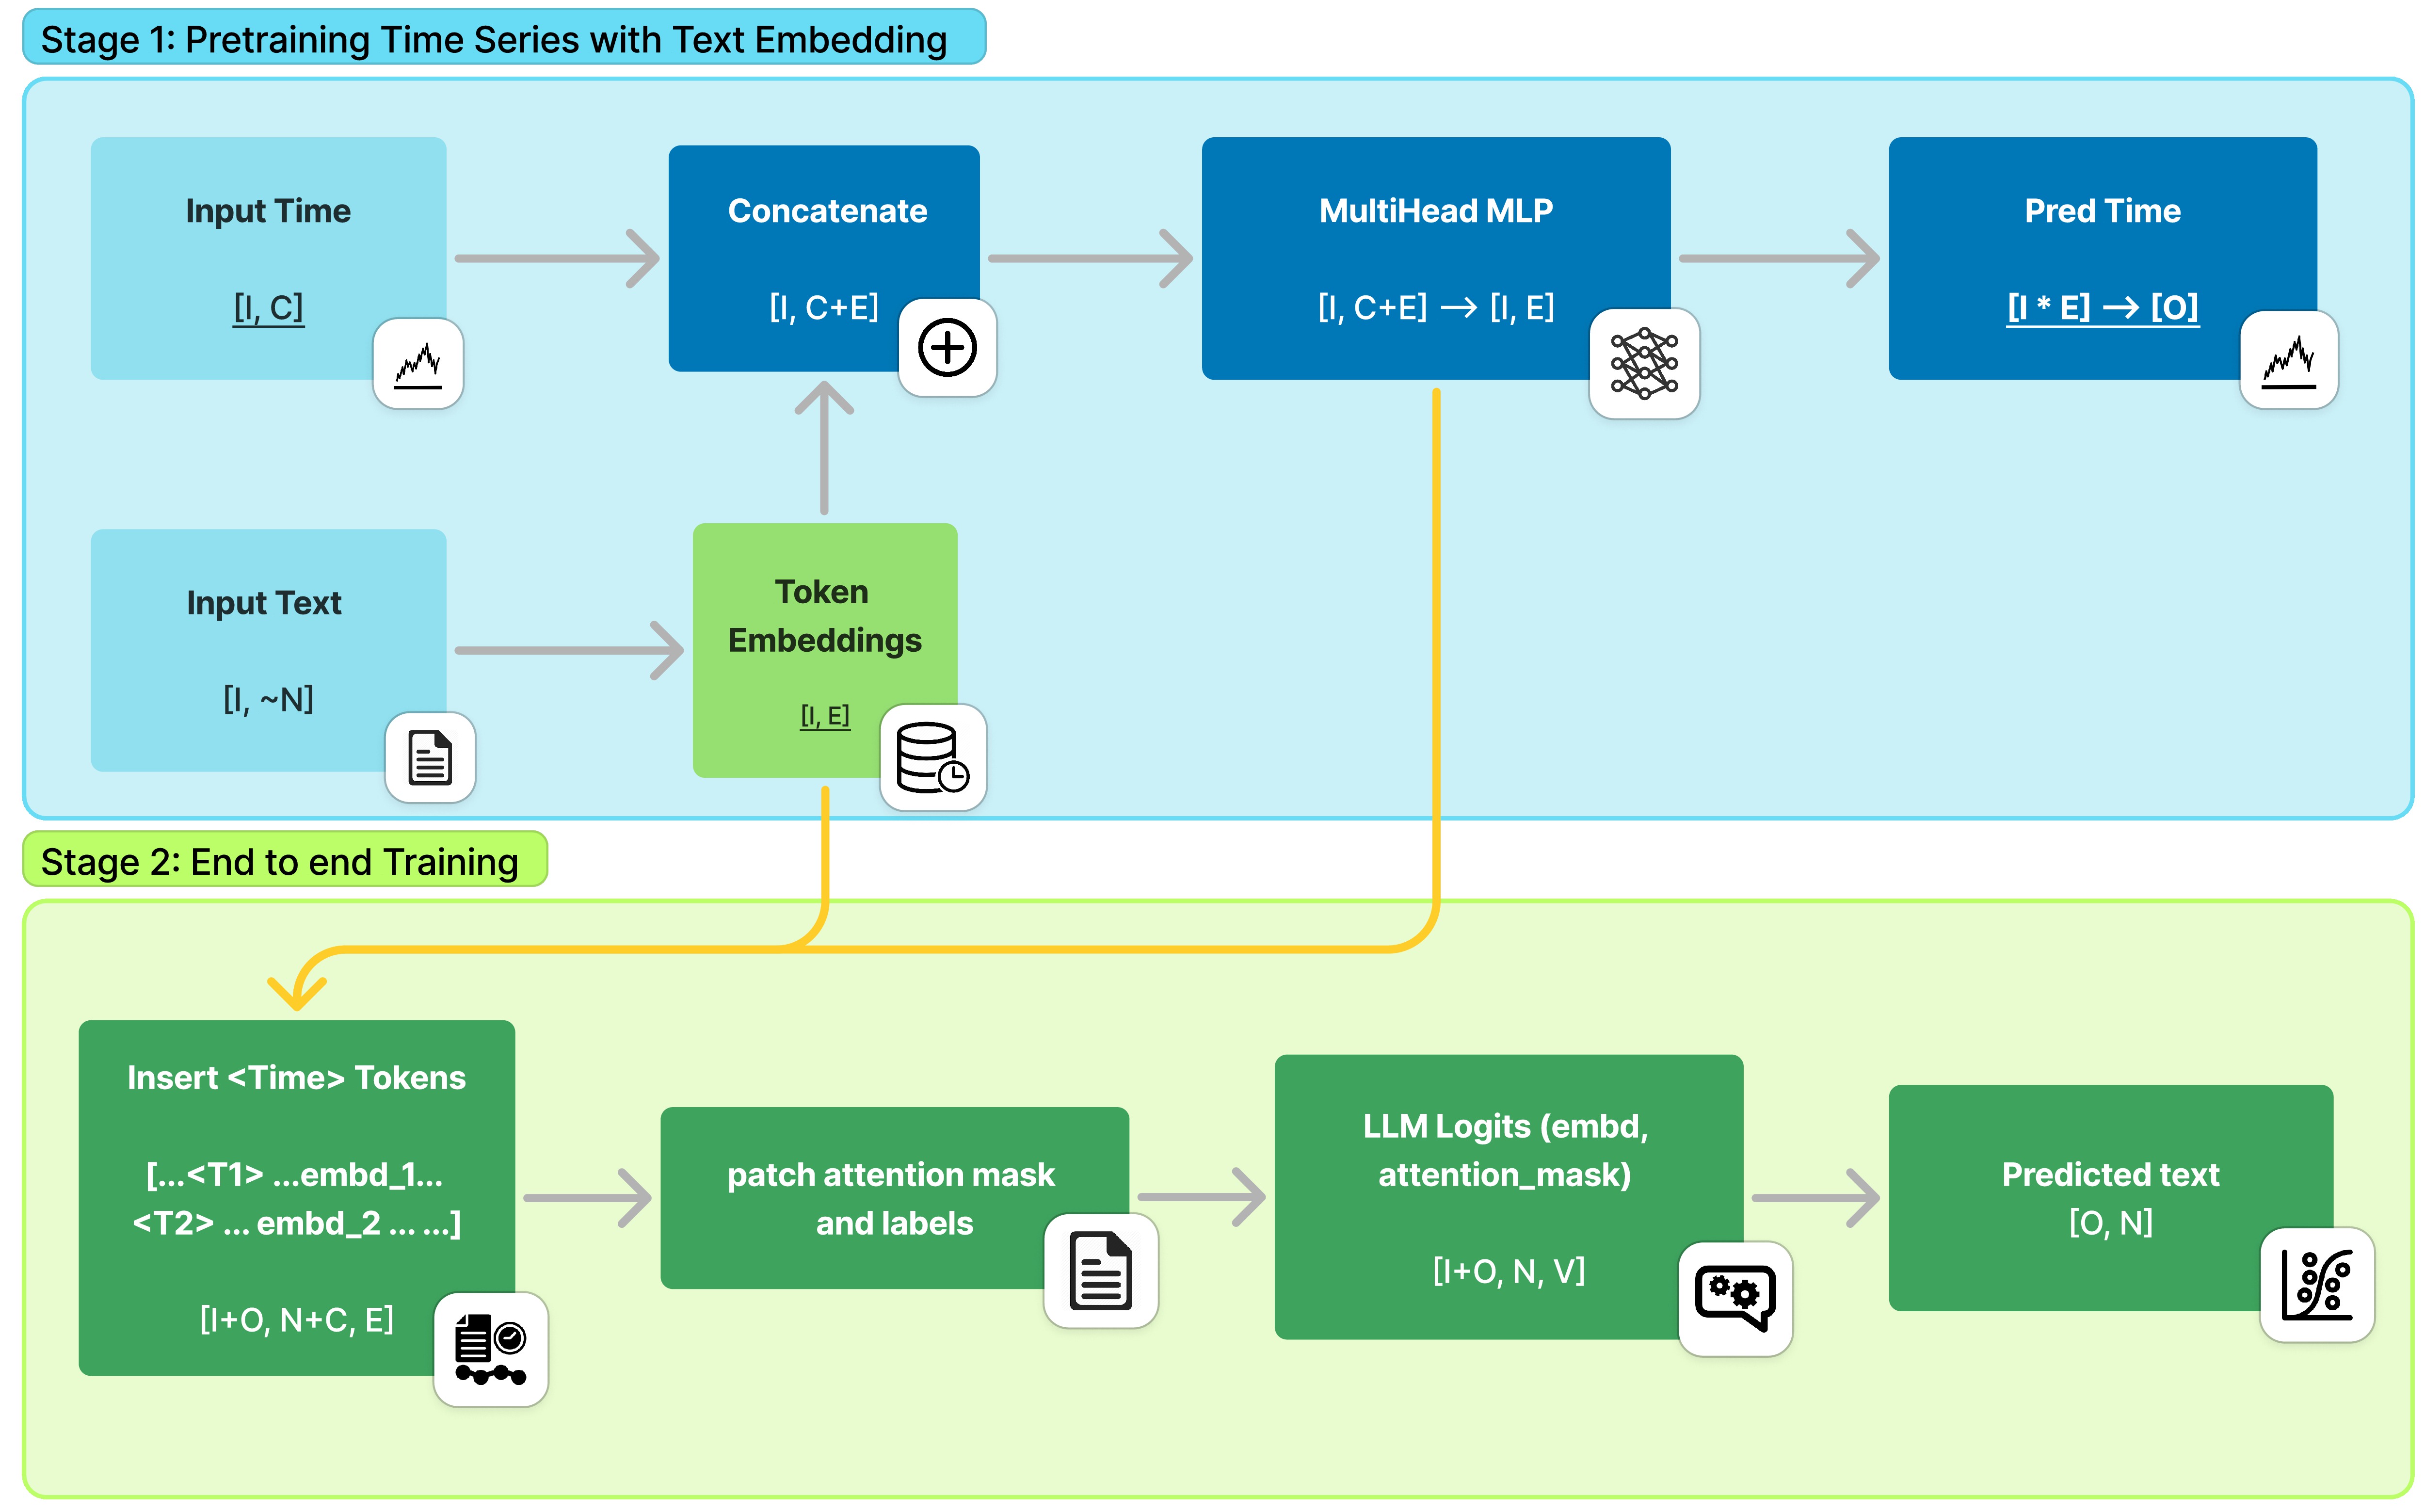 Stage 1: Pretraining Time Series with Text Embedding
Input Time
[I, C]
Concatenate
[I, C+E]
MultiHead MLP
[I, C+E] → [I, E]
Pred Time
[I * E] → [O]
Input Text
[I, ~N]
Token
Embeddings
[I, E]
Stage 2: End to end Training
Insert <Time> Tokens
[...<T1> ...embd_1...
<T2> ... embd_2 ... ...]
[I+O, N+C, E]
patch attention mask
and labels
LLM Logits (embd,
attention_mask)
[I+O, N, V]
Predicted text
[O, N]